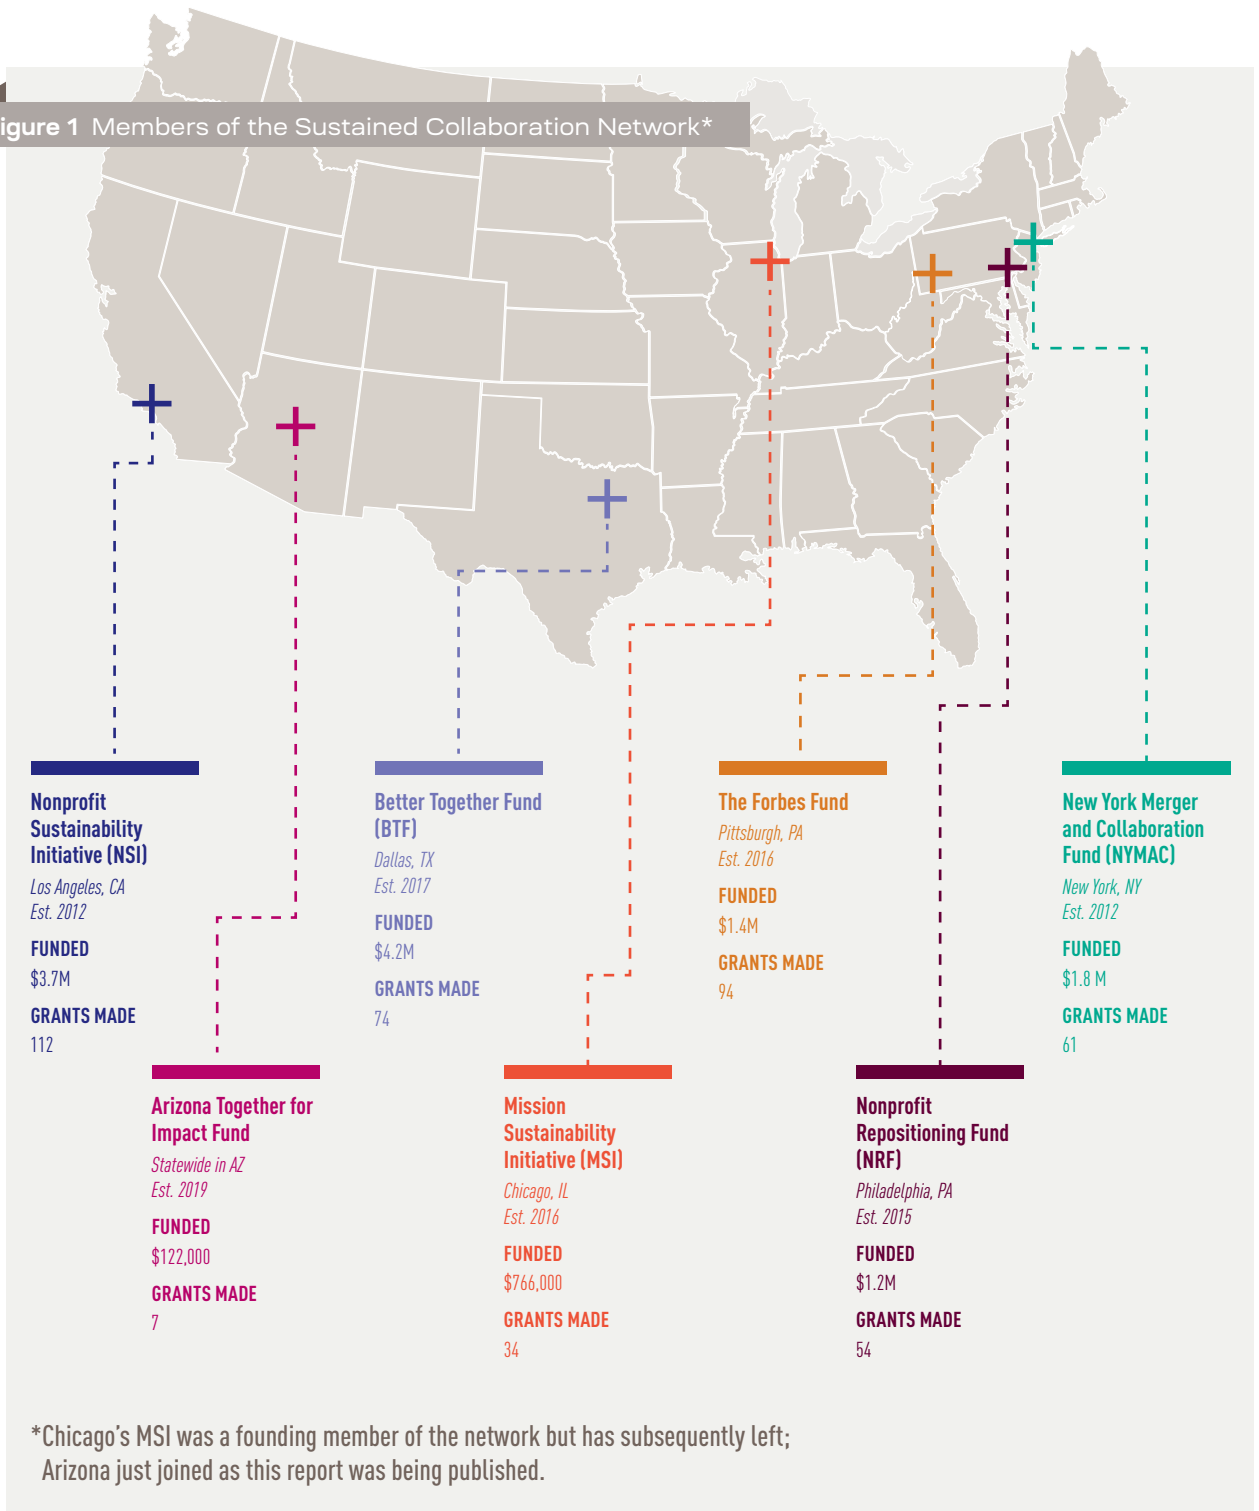 igure 1 Members of the Sustained Collaboration Network*
Nonprofit
Sustainability
Initiative (NSI)
Los Angeles, CA
Est. 2012
FUNDED
$3.7M
GRANTS MADE
112
Better Together Fund
(BTF)
Dallas, TX
Est. 2017
FUNDED
$4.2M
GRANTS MADE
74
The Forbes Fund
Pittsburgh, PA
Est. 2016
FUNDED
$1.4M
GRANTS MADE
94
New York Merger
and Collaboration
Fund (NYMAC)
New York, NY
Est. 2012
FUNDED
$1.8 M
GRANTS MADE
61
Arizona Together for
Impact Fund
Statewide in AZ
Est. 2019
FUNDED
$122,000
GRANTS MADE
7
Mission
Sustainability
Initiative (MSI)
Chicago, IL
Est. 2016
FUNDED
$766,000
GRANTS MADE
34
Nonprofit
Repositioning Fund
(NRF)
Philadelphia, PA
Est. 2015
FUNDED
$1.2M
GRANTS MADE
54
*Chicago's MSI was a founding member of the network but has subsequently left;
Arizona just joined as this report was being published.